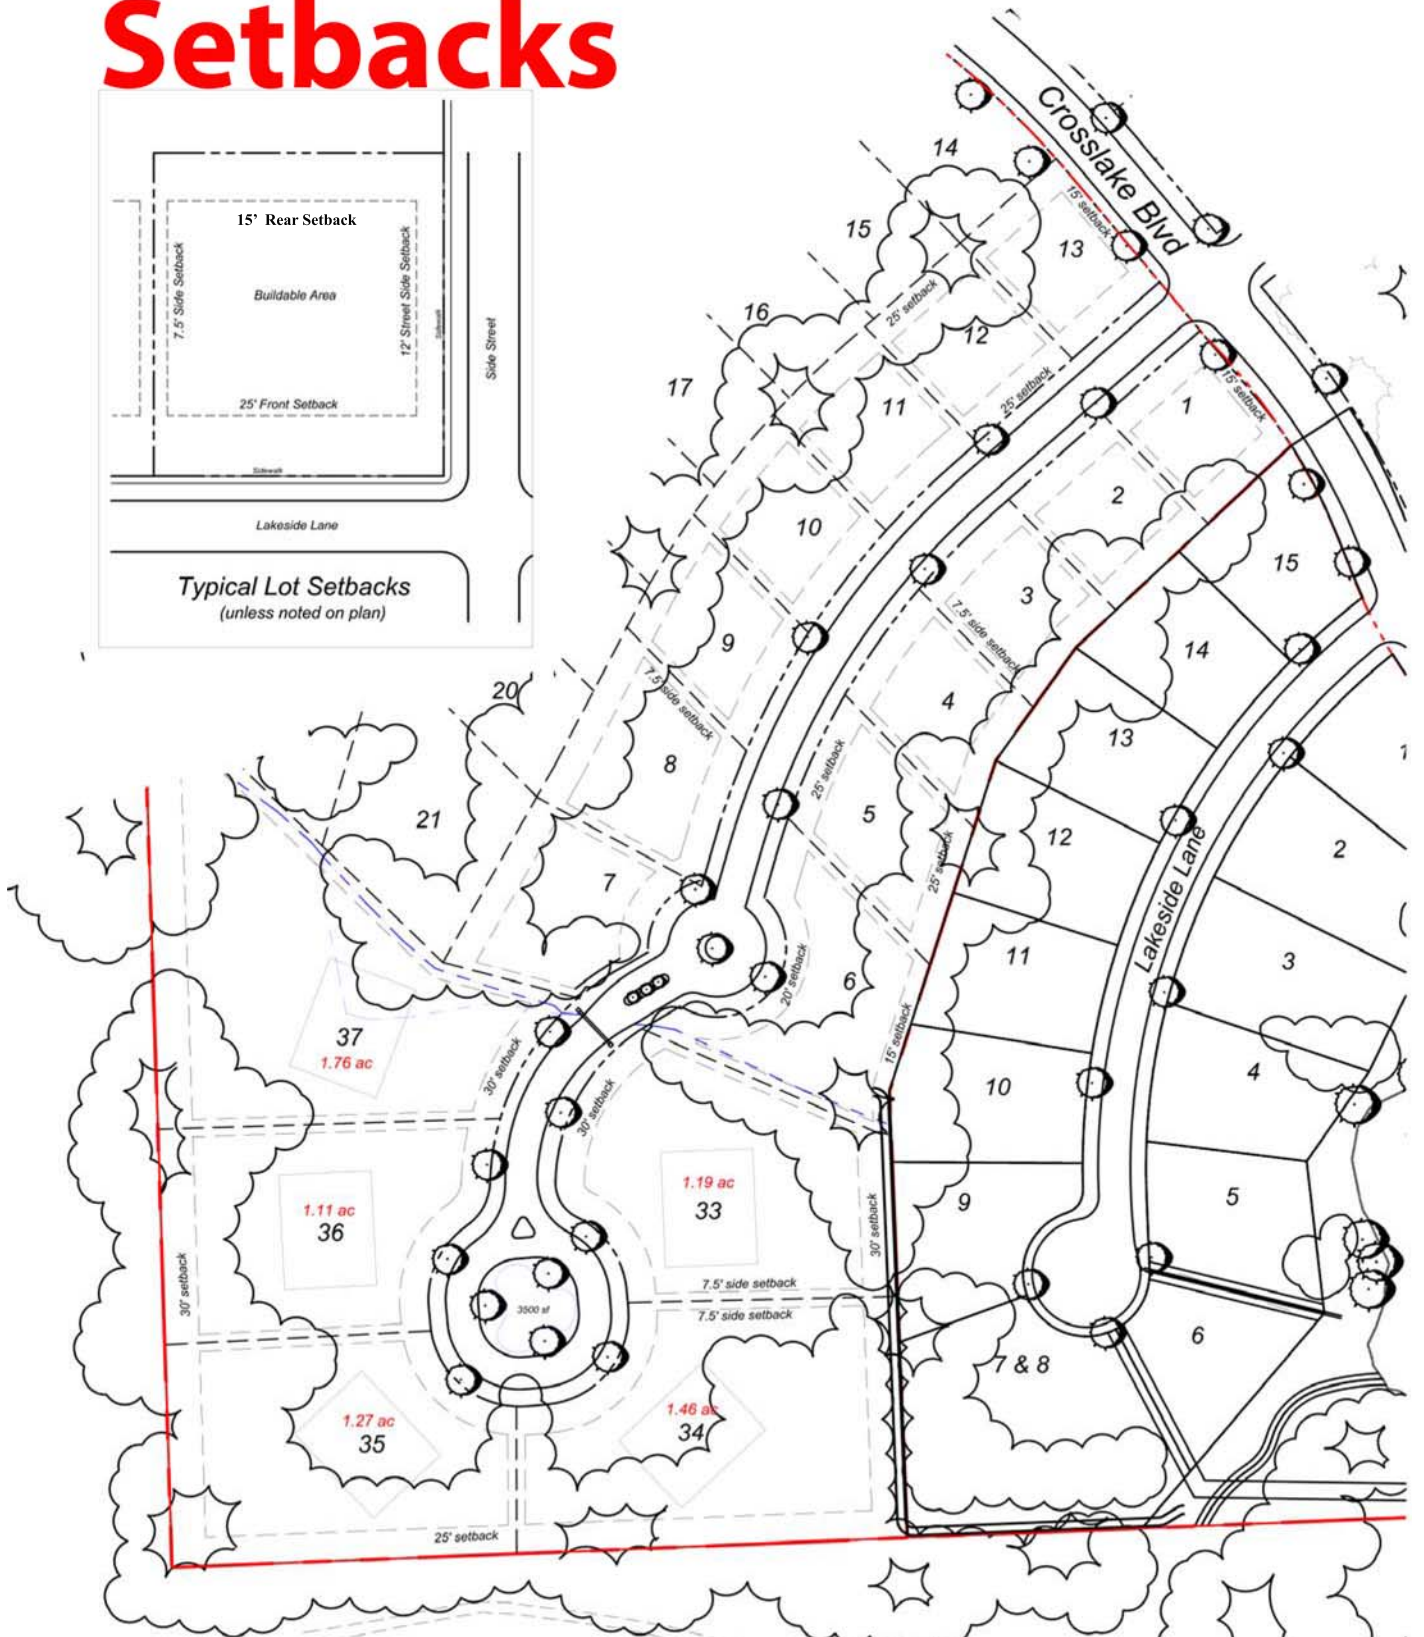 Setbacks
15' Rear Setback
7.5' Side Setback
12' Street Side Setback
Sidewalk
Side Street
Buildable Area
25' Front Setback
Sidewalk
Lakeside Lane
Typical Lot Setbacks
(unless noted on plan)
Crosslake Blvd
14
15' setback
15
13
25' setback
16
12
17
25' setback
11
1
15' setback
2
10
15
3
7.5' side setback
9
14
7.5' side setback
20
4
13
8
25' setback
21
5
12
2
25' setback
Lakeside Lane
7
11
3
6
20' setback
15' setback
37
1.76 ac
30' setback
4
10
30' setback
1.19 ac
33
1.11 ac
36
9
5
30' setback
30' setback
7.5' side setback
7.5' side setback
3500 sf
6
7 & 8
1.27 ac
35
1.46 ac
34
25' setback